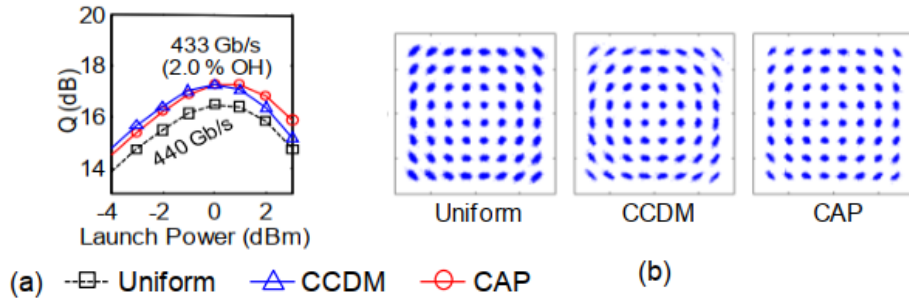 20
18
16
14
Q (dB)
433 Gb/s
(2.0 % OH)
440 Gb/s
-4 -2 0 2
Launch Power (dBm)
Uniform CCDM CAP
(a) Uniform CCDM CAP (b)